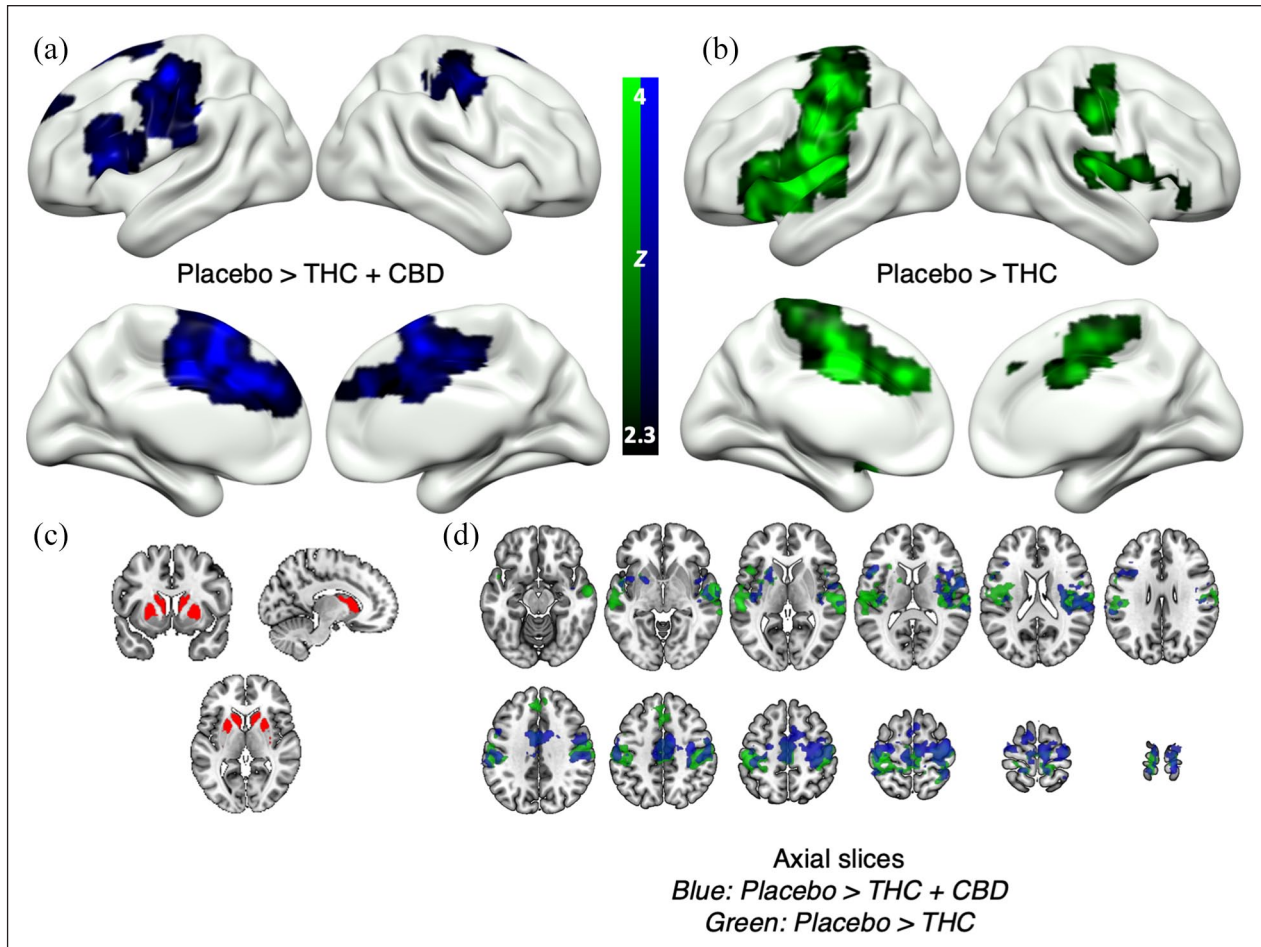 (a)
(b)
4
Z
2.3
Placebo > THC + CBD
Placebo > THC
(c)
(d)
Axial slices
Blue: Placebo > THC + CBD
Green: Placebo > THC